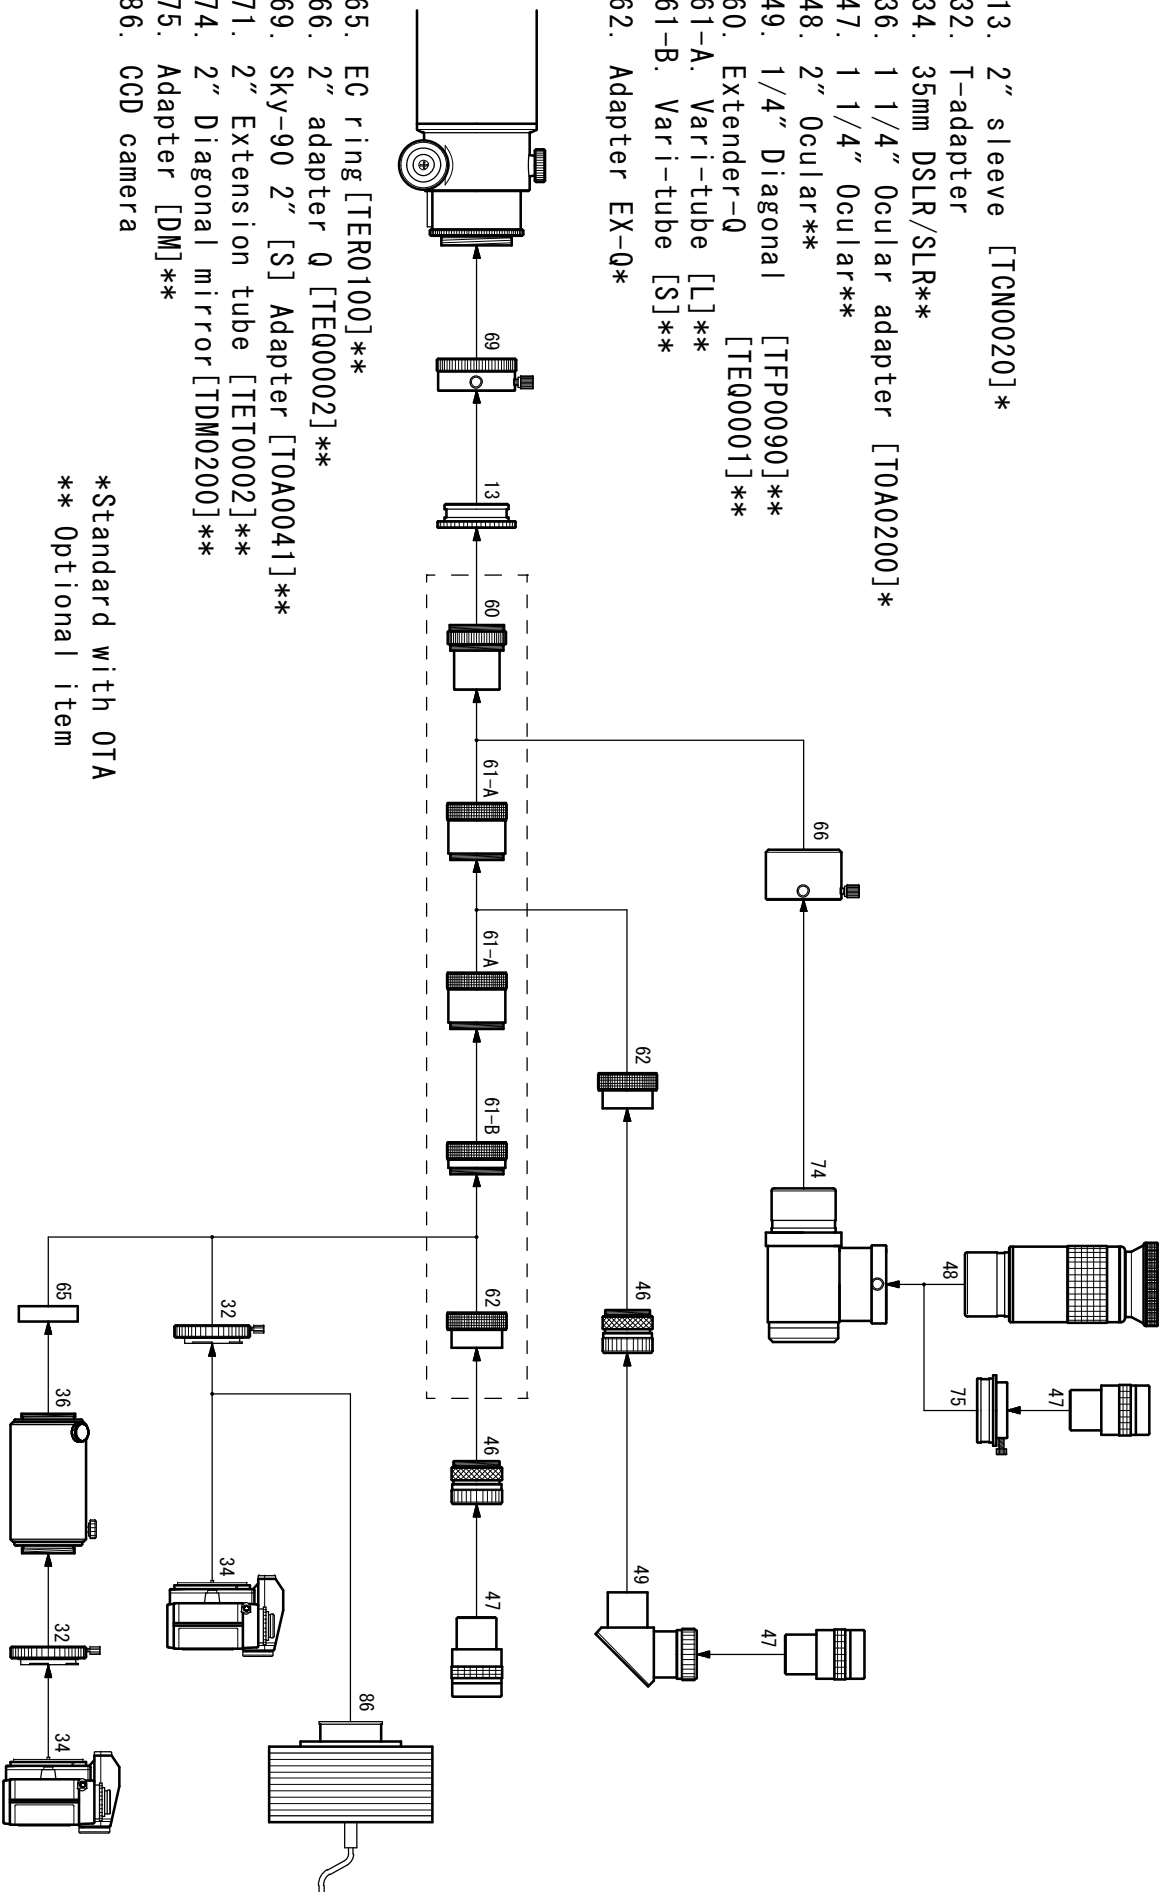 13. 2″ sleeve [TCN0020]*
32. T-adapter
34. 35mm DSLR/SLR**
36. 1 1/4″ Ocular adapter [TOA0200]*
47. 1 1/4″ Ocular**
48. 2″ Ocular**
49. 1/4″ Diagonal [TFP0090]**
60. Extender-Q [TEQ0001]**
61-A. Vari-tube [L]**
61-B. Vari-tube [S]**
62. Adapter EX-Q*
65. EC ring[TER0100]**
66. 2″ adapter Q [TEQ0002]**
69. Sky-90 2″ [S] Adapter[TOA0041]**
71. 2″ Extension tube [TET0002]**
74. 2″ Diagonal mirror[TDM0200]**
75. Adapter [DM]**
86. CCD camera
*Standard with OTA
** Optional item
47
48
75
66
74
47
62
46
49
69
13
60
61-A
61-A
61-B
62
46
47
86
32
34
65
36
32
34